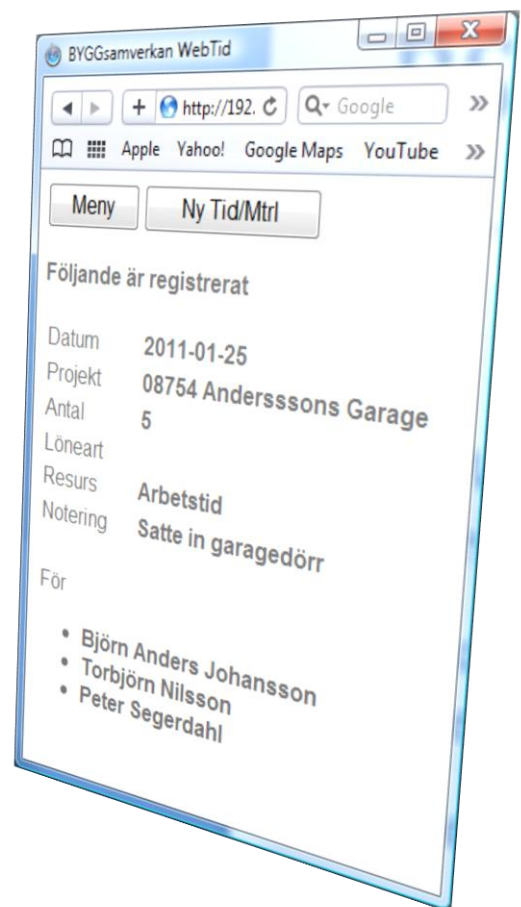 BYGGsamverkan WebTid
http://192. Google
Apple Yahoo! Google Maps YouTube
Meny Ny Tid/Mtrl
Följande är registrerat
Datum 2011-01-25
Projekt 08754 Anderssons Garage
Antal 5
Löneart
Resurs Arbetstid
Notering Satte in garagedörr
För
• Björn Anders Johansson
• Torbjörn Nilsson
• Peter Segerdahl